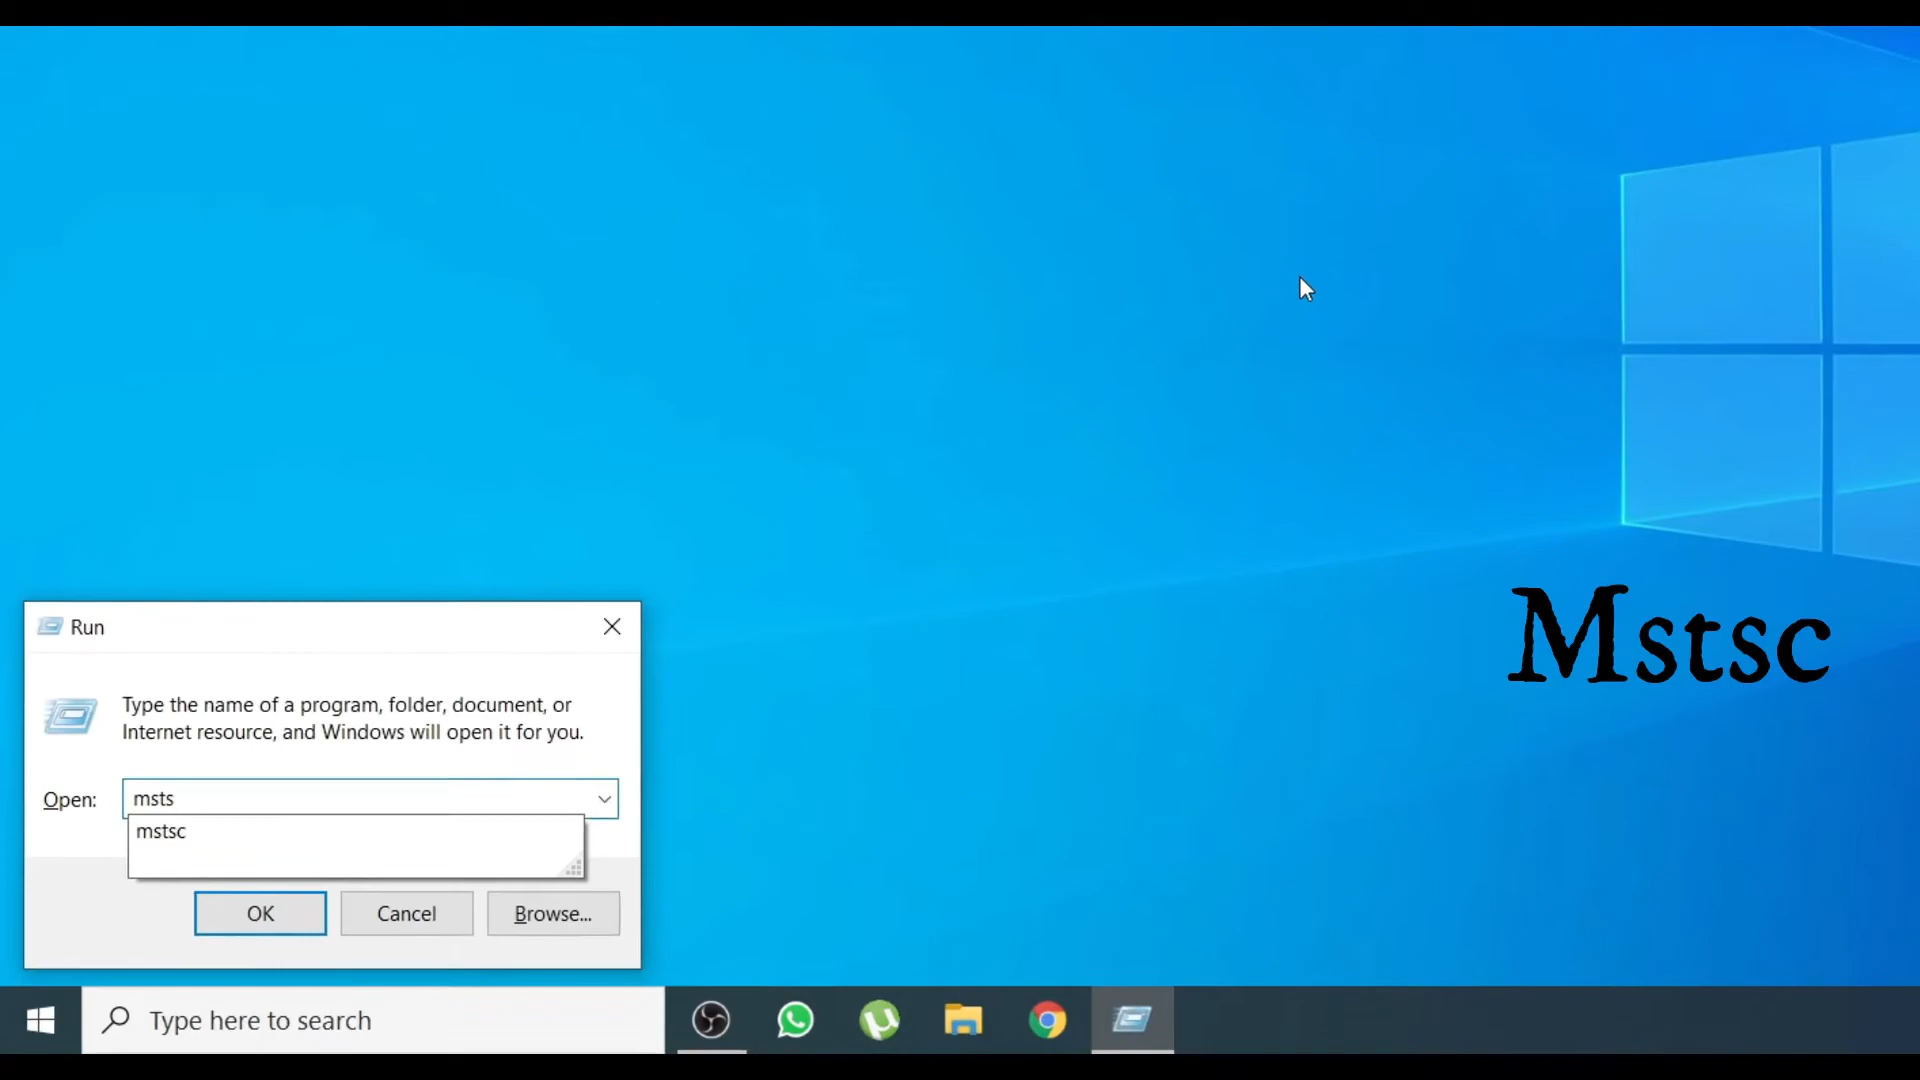 Mstsc
Run
Type the name of a program, folder, document, or
Internet resource, and Windows will open it for you.
Open: msts
mstsc
OK Cancel Browse...
Type here to search